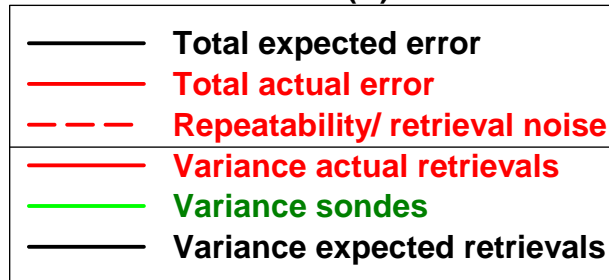 Total expected error
Total actual error
Repeatability/ retrieval noise
Variance actual retrievals
Variance sondes
Variance expected retrievals